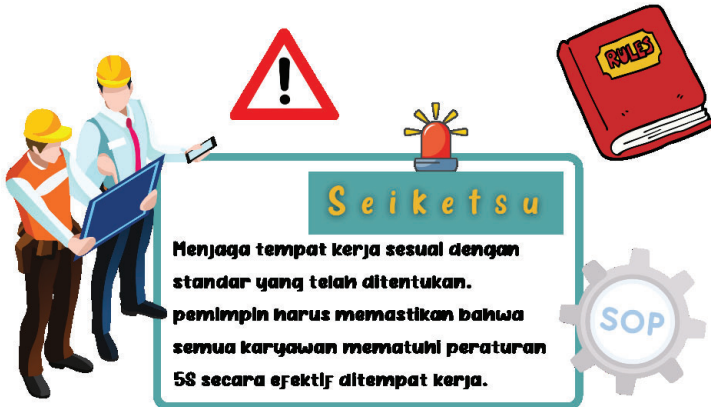 RULES
Seiketsu
Menjaga tempat kerja sesuai dengan
standar yang telah ditentukan.
pemimpin harus memastikan bahwa
semua karyawan mematuhi peraturan
5S secara efektif ditempat kerja.
SOP